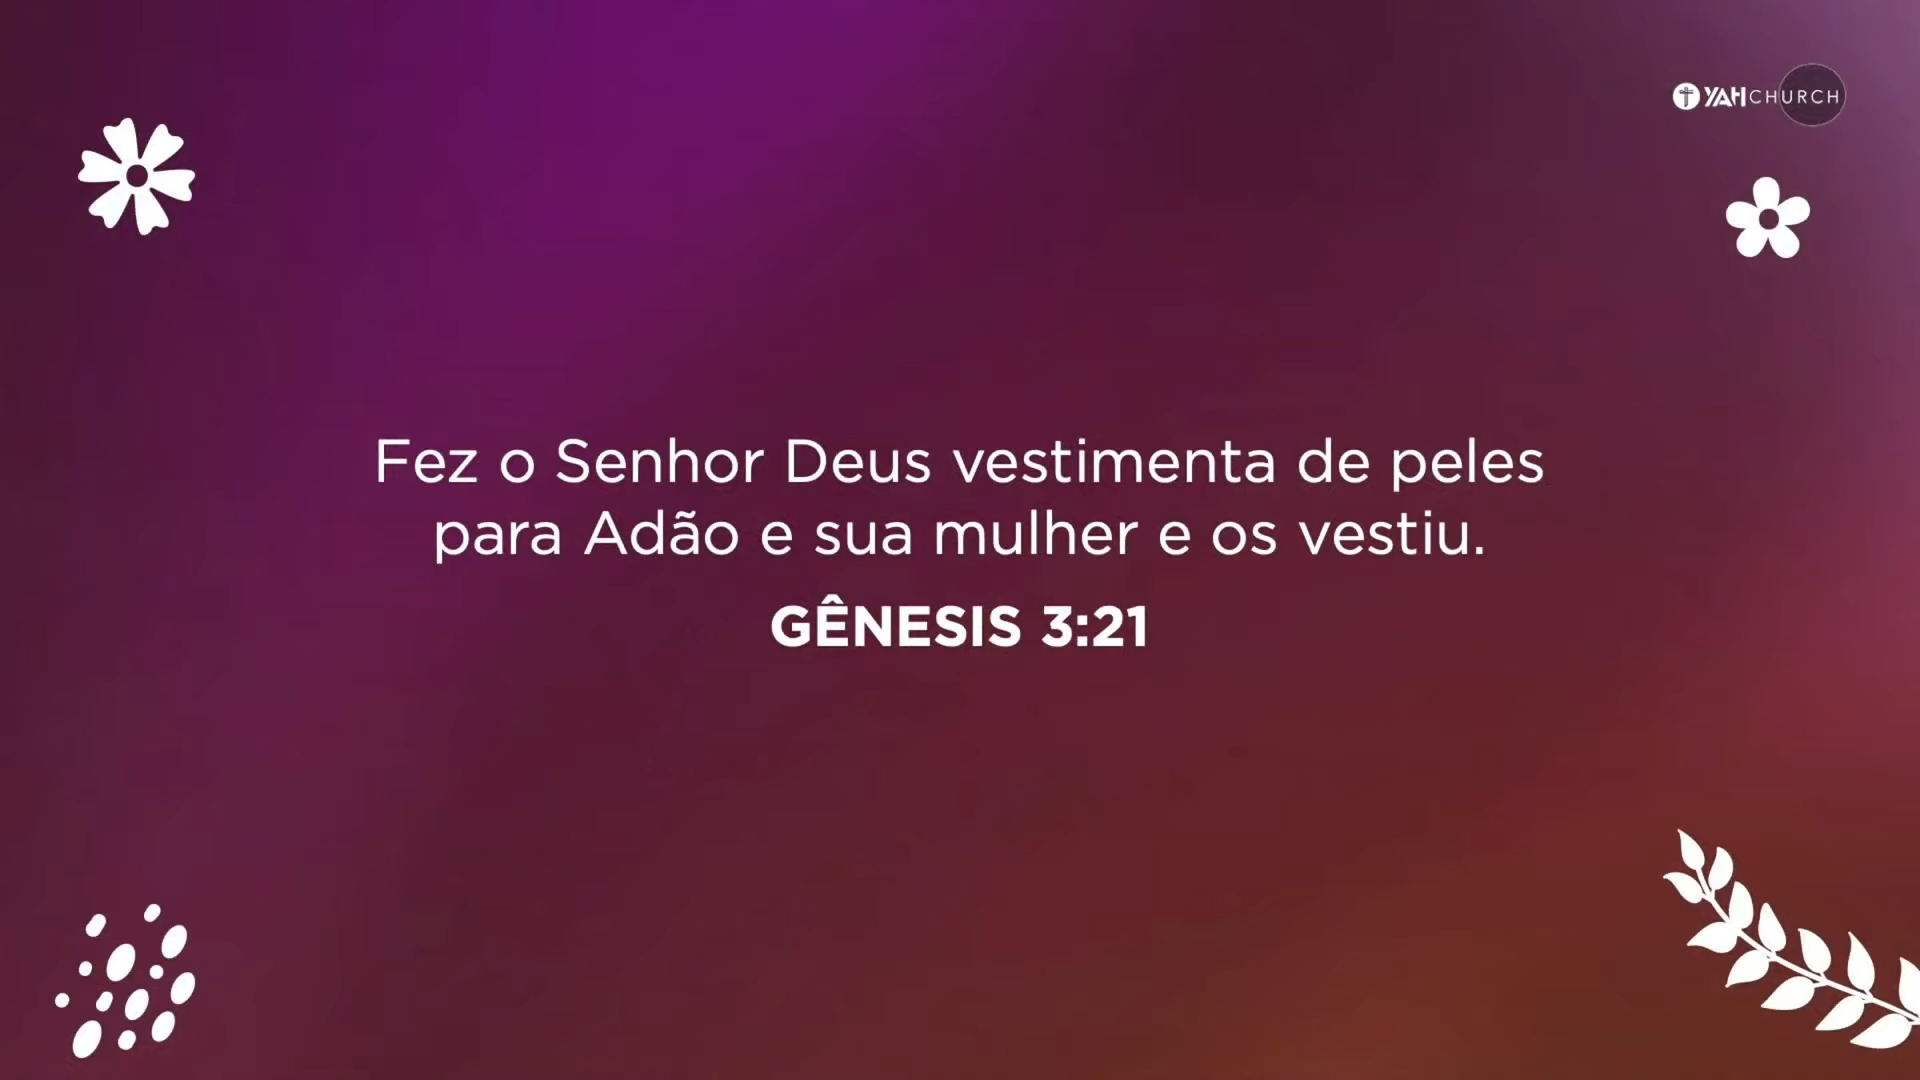 YAHCHURCH
Fez o Senhor Deus vestimenta de peles
para Adão e sua mulher e os vestiu.
GÊNESIS 3:21